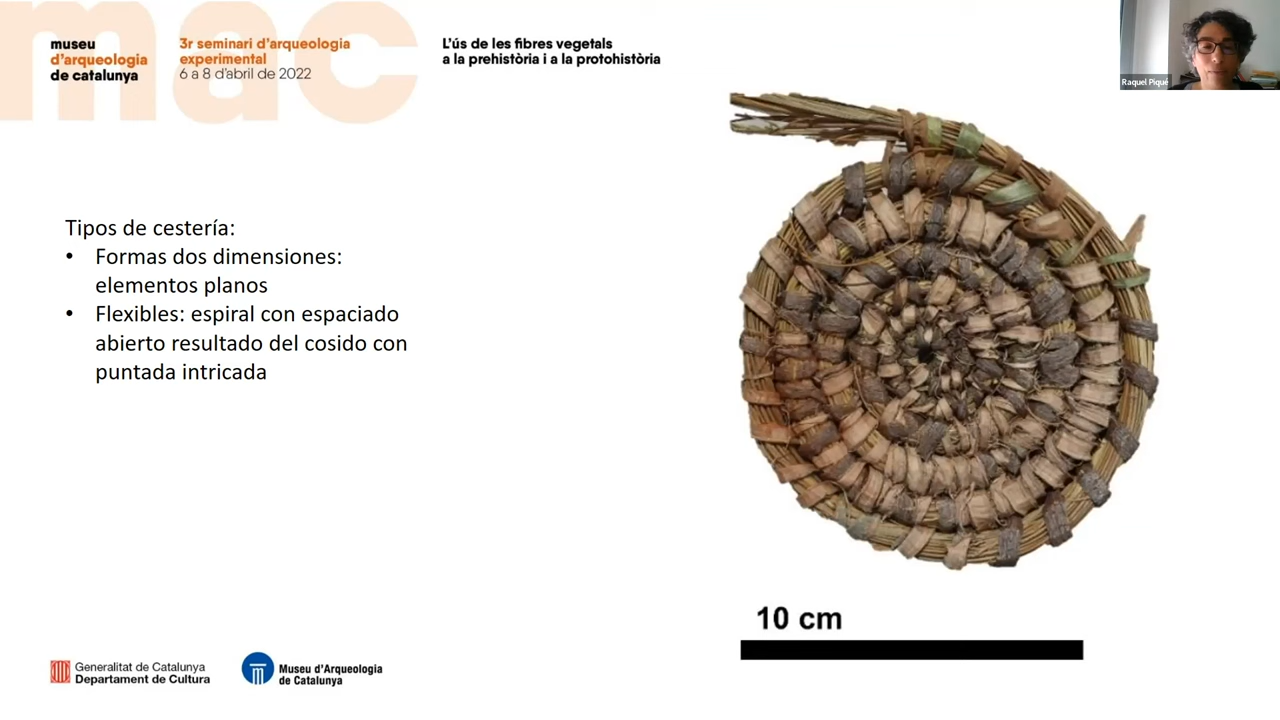 mac
museu
d'arqueologia
de catalunya
3r seminari d'arqueologia
experimental
6 a 8 d'abril de 2022
L'ús de les fibres vegetals
a la prehistòria i a la protohistòria
Raquel Piqué
Tipos de cestería:
• Formas dos dimensiones:
elementos planos
• Flexibles: espiral con espaciado
abierto resultado del cosido con
puntada intricada
10 cm
Generalitat de Catalunya
Departament de Cultura
Museu d'Arqueologia
de Catalunya